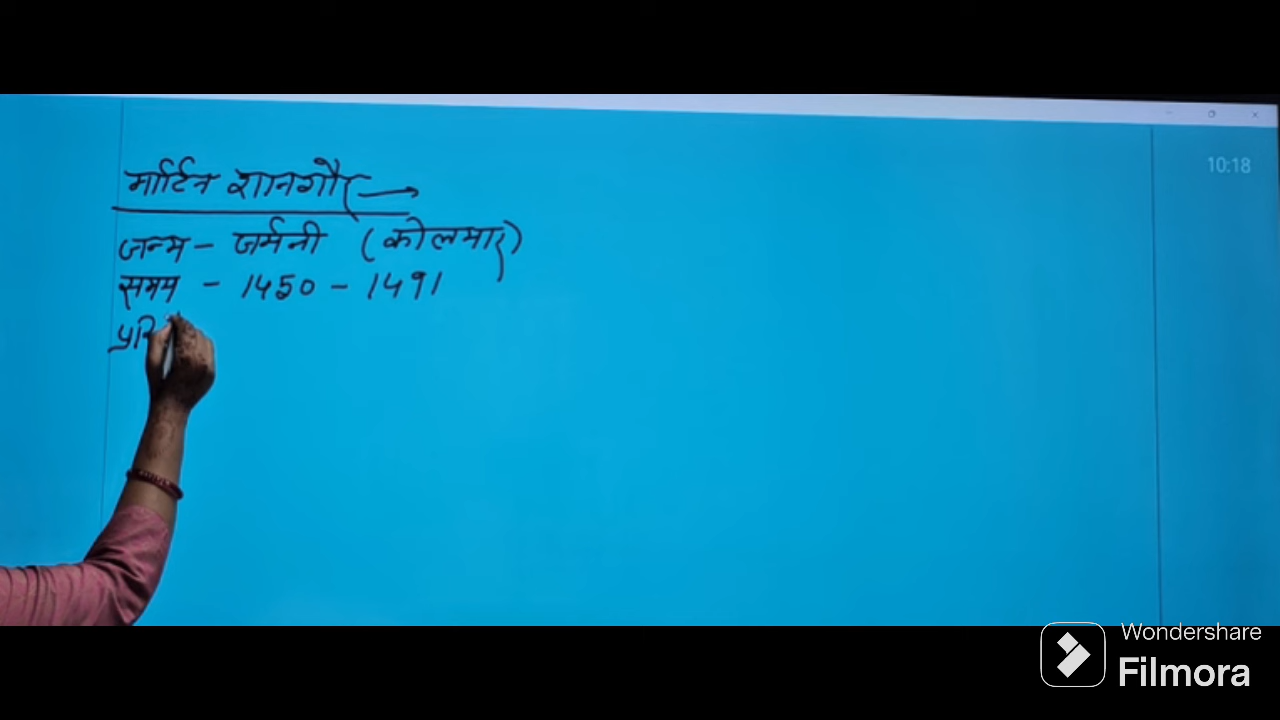 मार्टिन शानगौर →
जन्म - जर्मनी (कोलमार)
समय - 1450 - 1491
10:18
Wondershare
Filmora